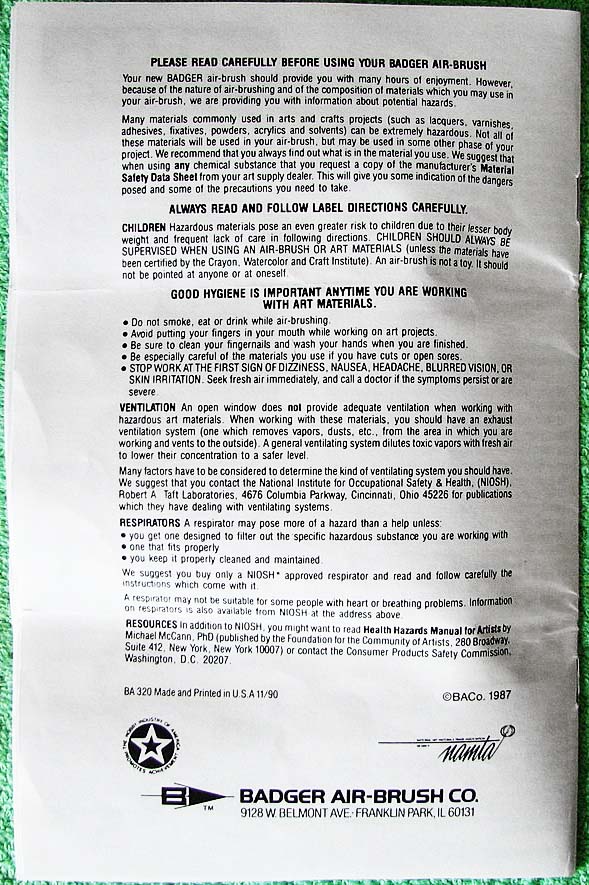 PLEASE READ CAREFULLY BEFORE USING YOUR BADGER AIR-BRUSH
Your new BADGER air-brush should provide you with many hours of enjoyment. However,
because of the nature of air-brushing and of the composition of materials which you may use in
your air-brush, we are providing you with information about potential hazards.
Many materials commonly used in arts and crafts projects (such as lacquers, varnishes,
adhesives, fixatives, powders, acrylics and solvents) can be extremely hazardous. Not all of
these materials will be used in your air-brush, but may be used in some other phase of your
project. We recommend that you always find out what is in the material you use. We suggest that
when using any chemical substance that you request a copy of the manufacturer's Material
Safety Data Sheet from your art supply dealer. This will give you some indication of the dangers
posed and some of the precautions you need to take.
ALWAYS READ AND FOLLOW LABEL DIRECTIONS CAREFULLY.
CHILDREN Hazardous materials pose an even greater risk to children due to their lesser body
weight and frequent lack of care in following directions. CHILDREN SHOULD ALWAYS BE
SUPERVISED WHEN USING AN AIR-BRUSH OR ART MATERIALS (unless the materials have
been certified by the Crayon, Watercolor and Craft Institute). An air-brush is not a toy. It should
not be pointed at anyone or at oneself.
GOOD HYGIENE IS IMPORTANT ANYTIME YOU ARE WORKING
WITH ART MATERIALS.
• Do not smoke, eat or drink while air-brushing.
• Avoid putting your fingers in your mouth while working on art projects.
• Be sure to clean your fingernails and wash your hands when you are finished.
• Be especially careful of the materials you use if you have cuts or open sores.
• STOP WORK AT THE FIRST SIGN OF DIZZINESS, NAUSEA, HEADACHE, BLURRED VISION, OR
SKIN IRRITATION. Seek fresh air immediately, and call a doctor if the symptoms persist or are
severe.
VENTILATION An open window does not provide adequate ventilation when working with
hazardous art materials. When working with these materials, you should have an exhaust
ventilation system (one which removes vapors, dusts, etc., from the area in which you are
working and vents to the outside). A general ventilating system dilutes toxic vapors with fresh air
to lower their concentration to a safer level.
Many factors have to be considered to determine the kind of ventilating system you should have.
We suggest that you contact the National Institute for Occupational Safety & Health, (NIOSH),
Robert A. Taft Laboratories, 4676 Columbia Parkway, Cincinnati, Ohio 45226 for publications
which they have dealing with ventilating systems.
RESPIRATORS A respirator may pose more of a hazard than a help unless:
• you get one designed to filter out the specific hazardous substance you are working with
• one that fits properly
• you keep it properly cleaned and maintained.
We suggest you buy only a NIOSH* approved respirator and read and follow carefully the
instructions which come with it.
A respirator may not be suitable for some people with heart or breathing problems. Information
on respirators is also available from NIOSH at the address above.
RESOURCES In addition to NIOSH, you might want to read Health Hazards Manual for Artists by
Michael McCann, PhD (published by the Foundation for the Community of Artists, 280 Broadway,
Suite 412, New York, New York 10007) or contact the Consumer Products Safety Commission,
Washington, D.C. 20207.
BA 320 Made and Printed in U.S.A 11/90
©BACo. 1987
THE HOBBY INDUSTRY OF AMERICA
PROMOTES ACHIEVEMENT
namta
B TM
BADGER AIR-BRUSH CO.
9128 W. BELMONT AVE. · FRANKLIN PARK, IL 60131